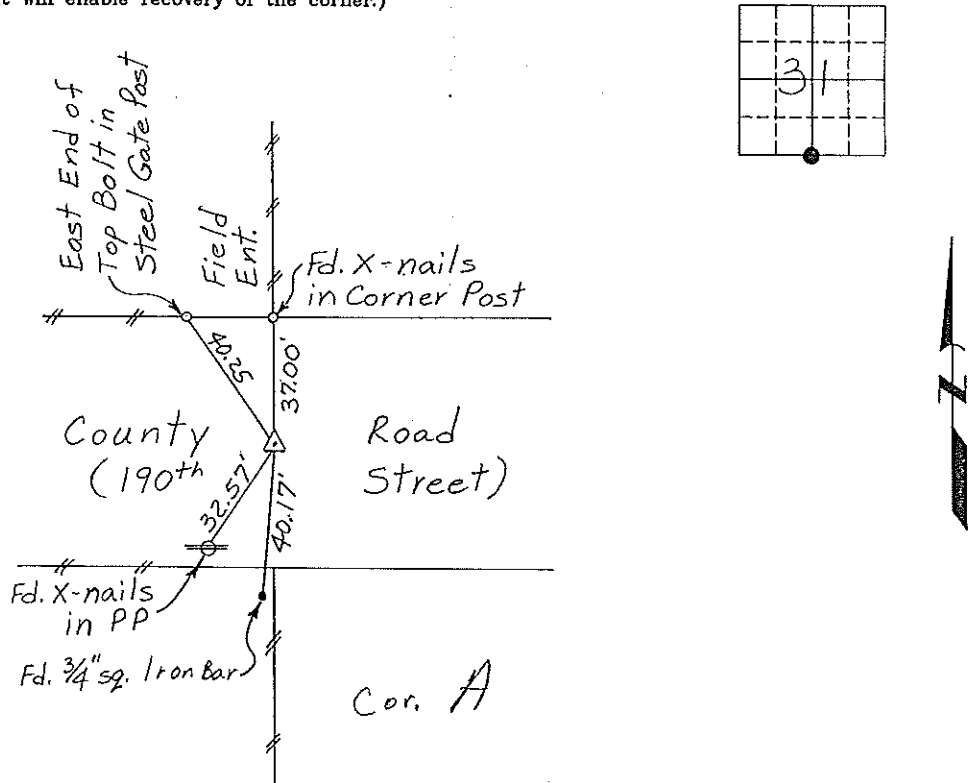 t will enable recovery of the corner.)
31
East End of
Top Bolt in
Steel Gate Post
Field
Ent.
Fd. X-nails
in Corner Post
40.25
37.00'
County Road
(190th Street)
32.57'
40.17'
Fd. X-nails
in PP
Fd. 3/4" sq. Iron Bar
Cor. A
N